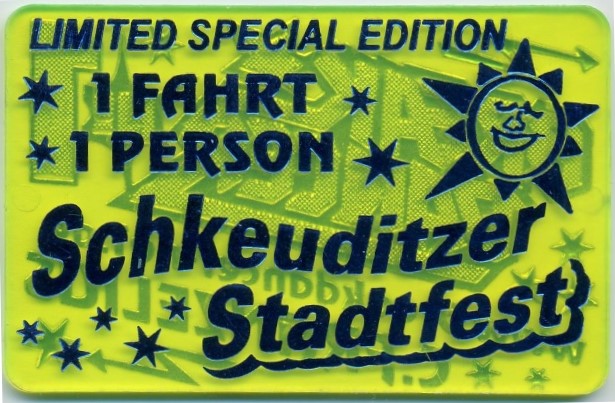 LIMITED SPECIAL EDITION
1 FAHRT
1 PERSON
Schkeuditzer
Stadtfest